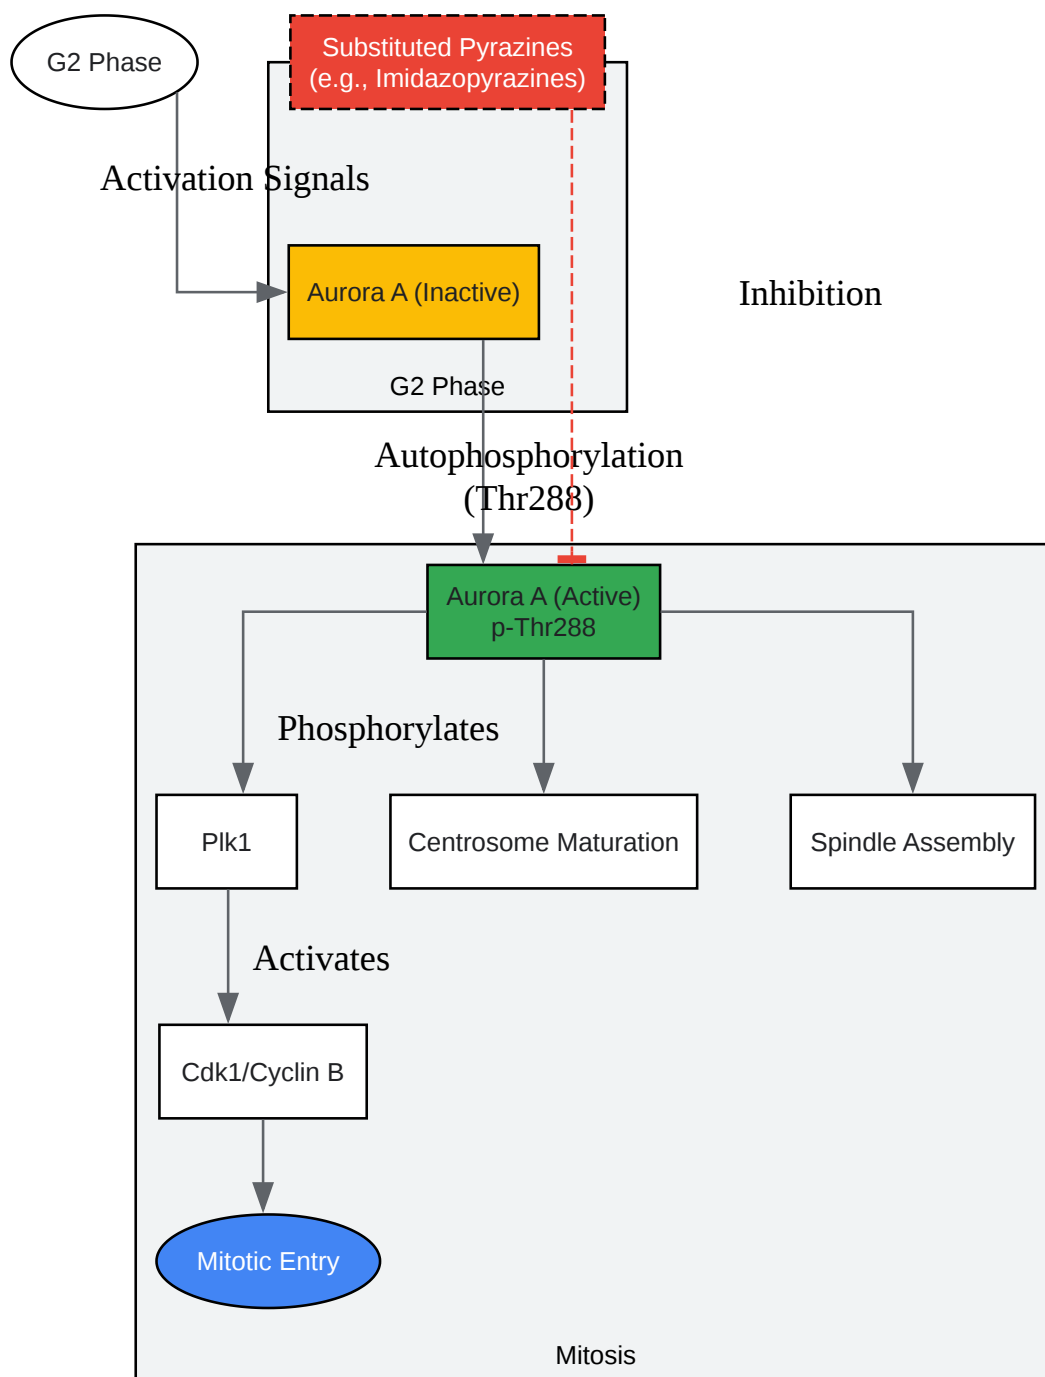 G2 Phase
Substituted Pyrazines
(e.g., Imidazopyrazines)
Activation Signals
Aurora A (Inactive)
Inhibition
G2 Phase
Autophosphorylation
(Thr288)
Aurora A (Active)
p-Thr288
Phosphorylates
Plk1
Centrosome Maturation
Spindle Assembly
Activates
Cdk1/Cyclin B
Mitotic Entry
Mitosis